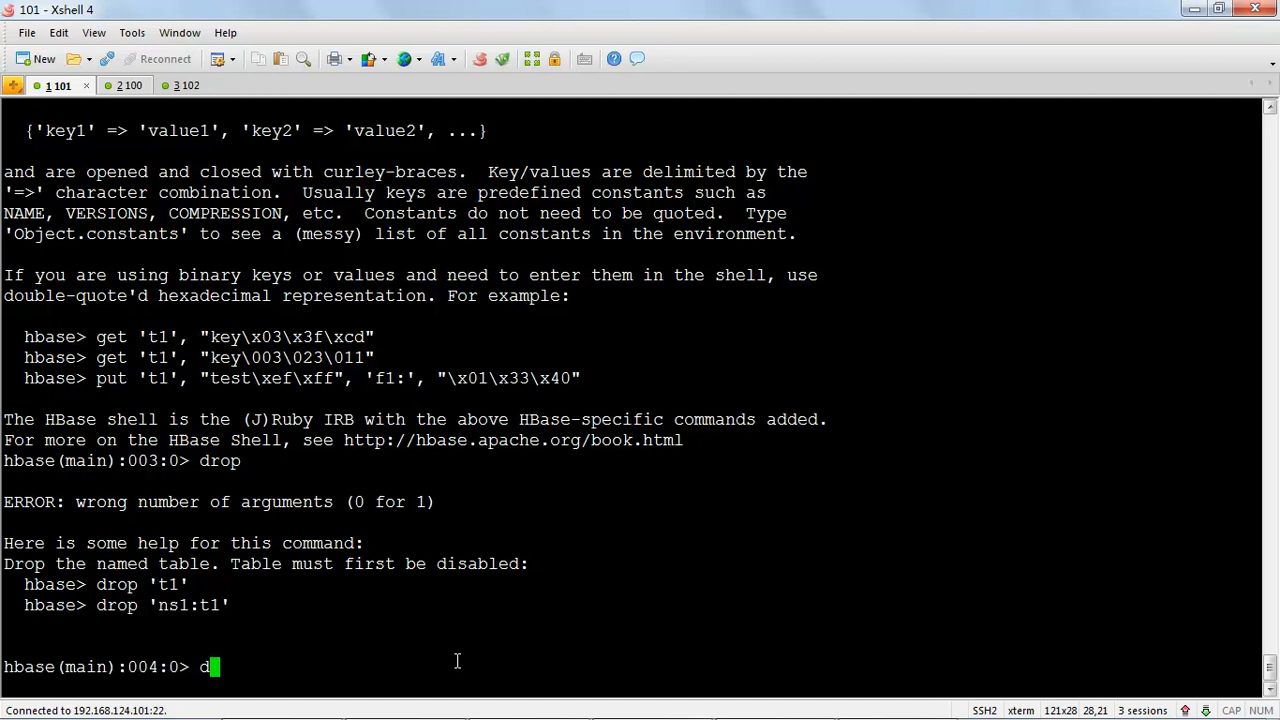 101 - Xshell 4
File Edit View Tools Window Help
New Reconnect
1 101 2 100 3 102
{'key1' => 'value1', 'key2' => 'value2', ...}
and are opened and closed with curley-braces.  Key/values are delimited by the
'=>' character combination.  Usually keys are predefined constants such as
NAME, VERSIONS, COMPRESSION, etc.  Constants do not need to be quoted.  Type
'Object.constants' to see a (messy) list of all constants in the environment.
If you are using binary keys or values and need to enter them in the shell, use
double-quote'd hexadecimal representation. For example:
hbase> get 't1', "key\x03\x3f\xcd"
hbase> get 't1', "key\003\023\011"
hbase> put 't1', "test\xef\xff", 'f1:', "\x01\x33\x40"
The HBase shell is the (J)Ruby IRB with the above HBase-specific commands added.
For more on the HBase Shell, see http://hbase.apache.org/book.html
hbase(main):003:0> drop
ERROR: wrong number of arguments (0 for 1)
Here is some help for this command:
Drop the named table. Table must first be disabled:
hbase> drop 't1'
hbase> drop 'ns1:t1'
hbase(main):004:0> d
Connected to 192.168.124.101:22. SSH2 xterm 121x28 28,21 3 sessions CAP NUM